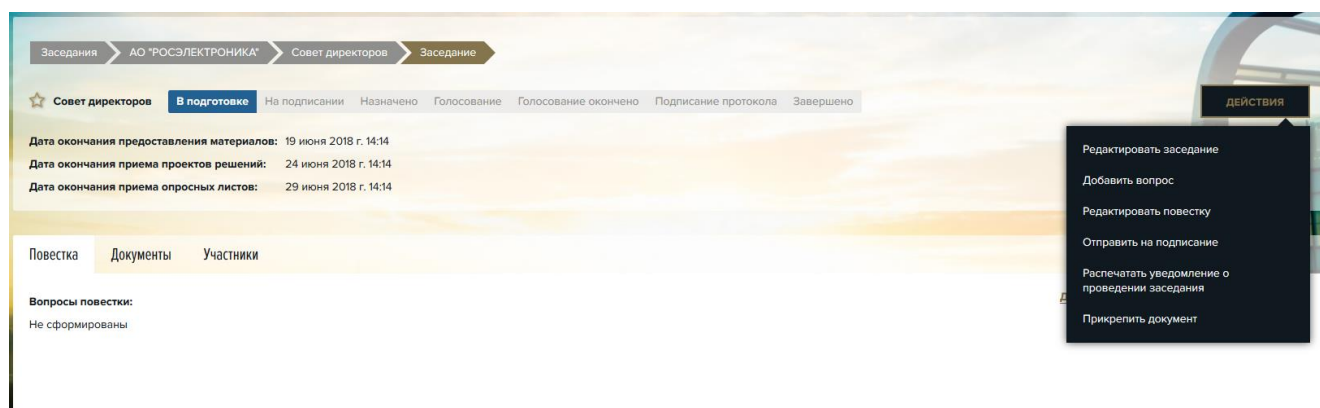 Заседания АО "РОСЭЛЕКТРОНИКА" Совет директоров Заседание
Совет директоров В подготовке На подписании Назначено Голосование Голосование окончено Подписание протокола Завершено
ДЕЙСТВИЯ
Дата окончания предоставления материалов: 19 июня 2018 г. 14:14
Дата окончания приема проектов решений: 24 июня 2018 г. 14:14
Дата окончания приема опросных листов: 29 июня 2018 г. 14:14
Редактировать заседание
Добавить вопрос
Редактировать повестку
Отправить на подписание
Распечатать уведомление о
проведении заседания
Прикрепить документ
Повестка Документы Участники
Вопросы повестки:
Не сформированы